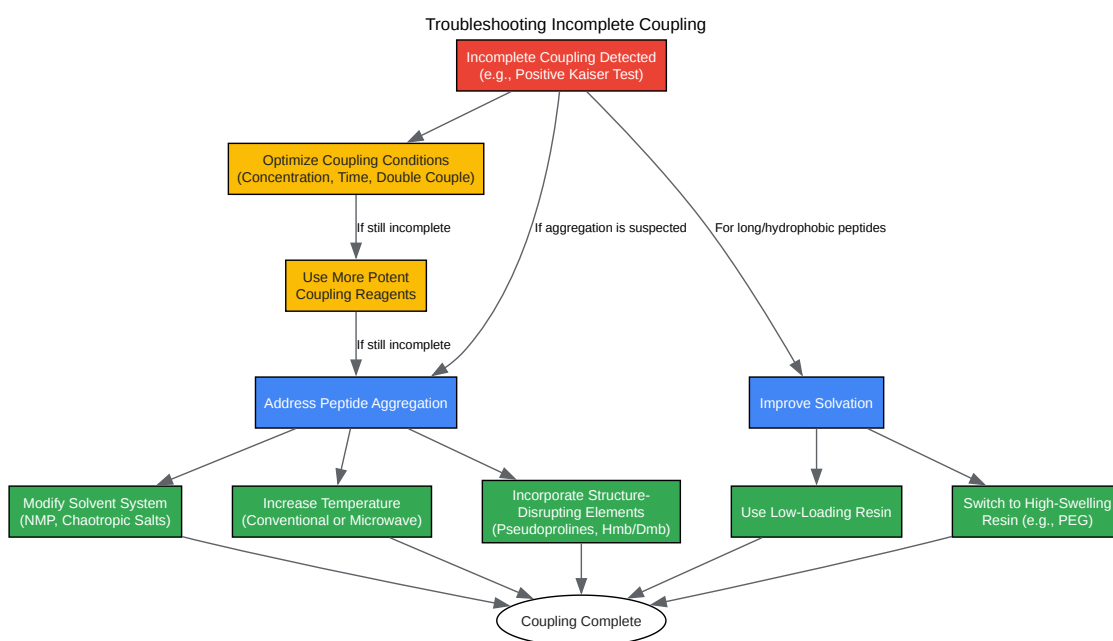 Troubleshooting Incomplete Coupling
Incomplete Coupling Detected
(e.g., Positive Kaiser Test)
Optimize Coupling Conditions
(Concentration, Time, Double Couple)
If still incomplete
If aggregation is suspected
For long/hydrophobic peptides
Use More Potent
Coupling Reagents
If still incomplete
Address Peptide Aggregation
Improve Solvation
Modify Solvent System
(NMP, Chaotropic Salts)
Increase Temperature
(Conventional or Microwave)
Incorporate Structure-
Disrupting Elements
(Pseudoprolines, Hmb/Dmb)
Use Low-Loading Resin
Switch to High-Swelling
Resin (e.g., PEG)
Coupling Complete